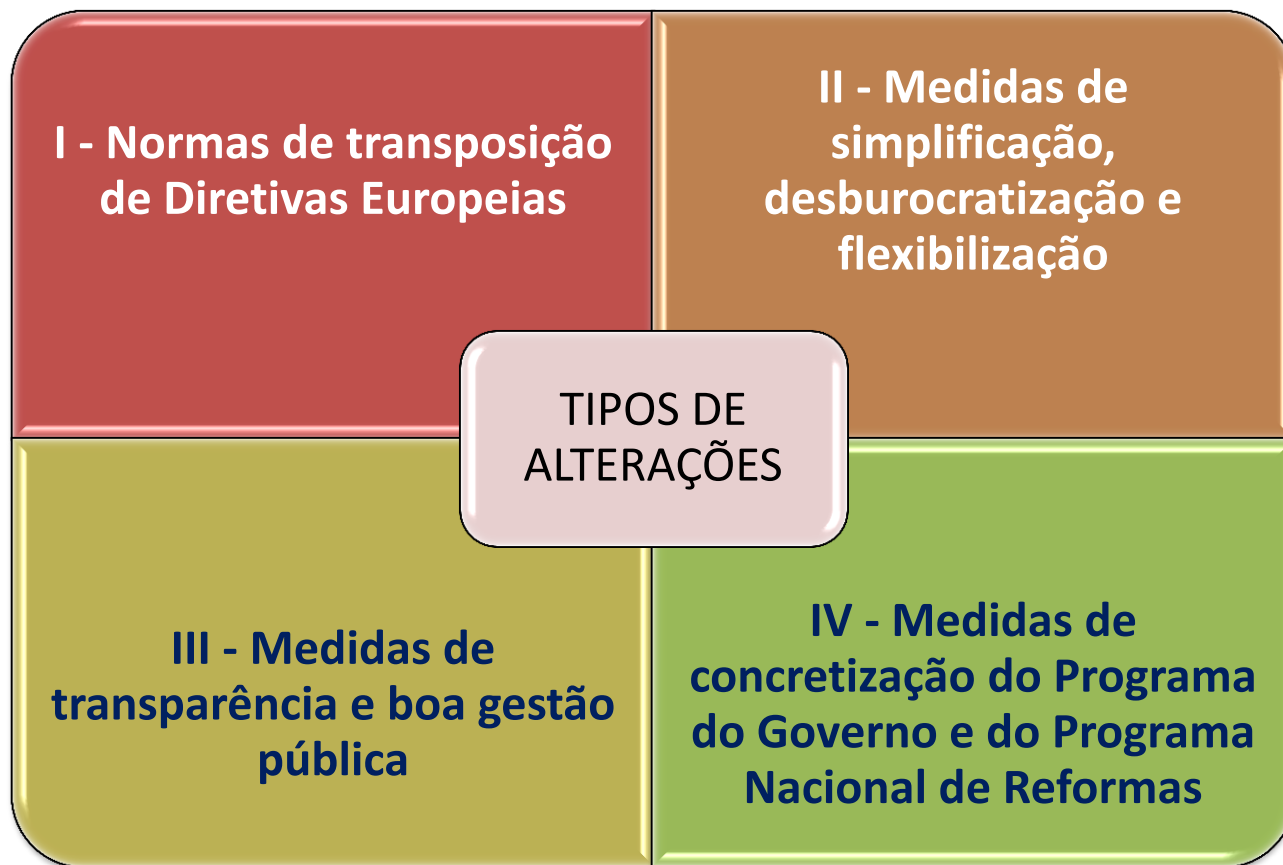 I - Normas de transposição
de Diretivas Europeias
II - Medidas de
simplificação,
desburocratização e
flexibilização
TIPOS DE
ALTERAÇÕES
III - Medidas de
transparência e boa gestão
pública
IV - Medidas de
concretização do Programa
do Governo e do Programa
Nacional de Reformas